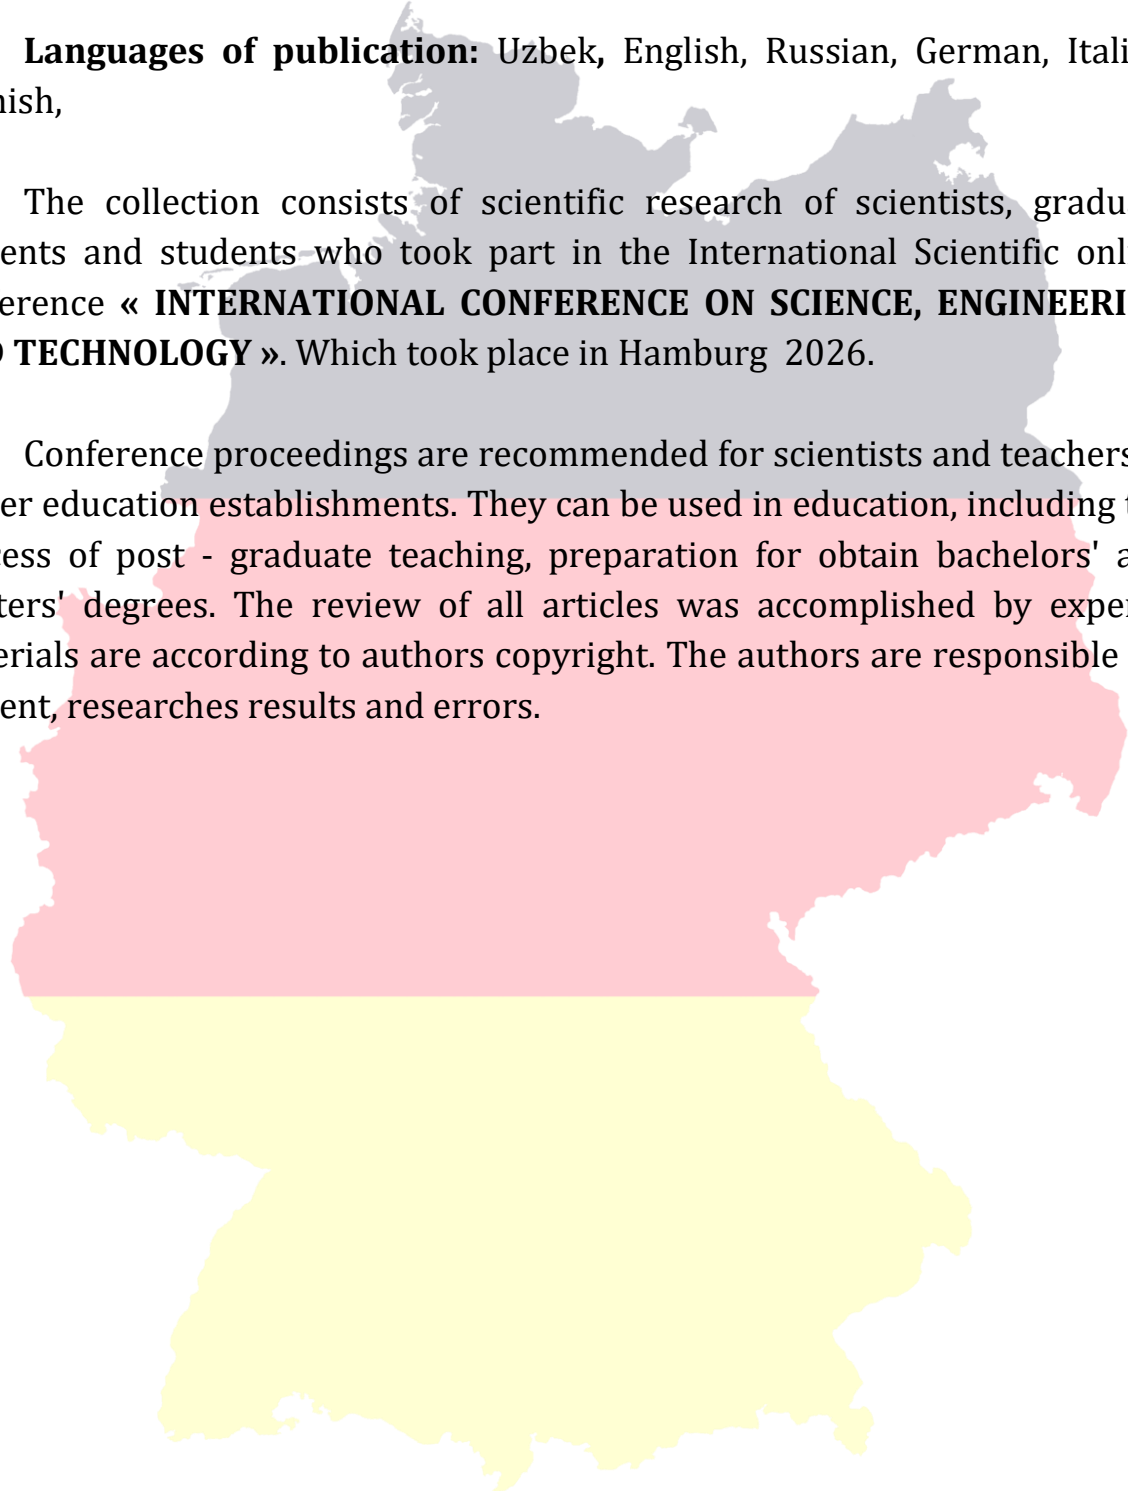 Languages of publication: Uzbek, English, Russian, German, Itali
nish,
The collection consists of scientific research of scientists, gradu
ents and students who took part in the International Scientific onl
erence « INTERNATIONAL CONFERENCE ON SCIENCE, ENGINEERI
TECHNOLOGY ». Which took place in Hamburg 2026.
Conference proceedings are recommended for scientists and teachers
er education establishments. They can be used in education, including t
cess of post - graduate teaching, preparation for obtain bachelors' a
ters' degrees. The review of all articles was accomplished by exper
erials are according to authors copyright. The authors are responsible
ent, researches results and errors.